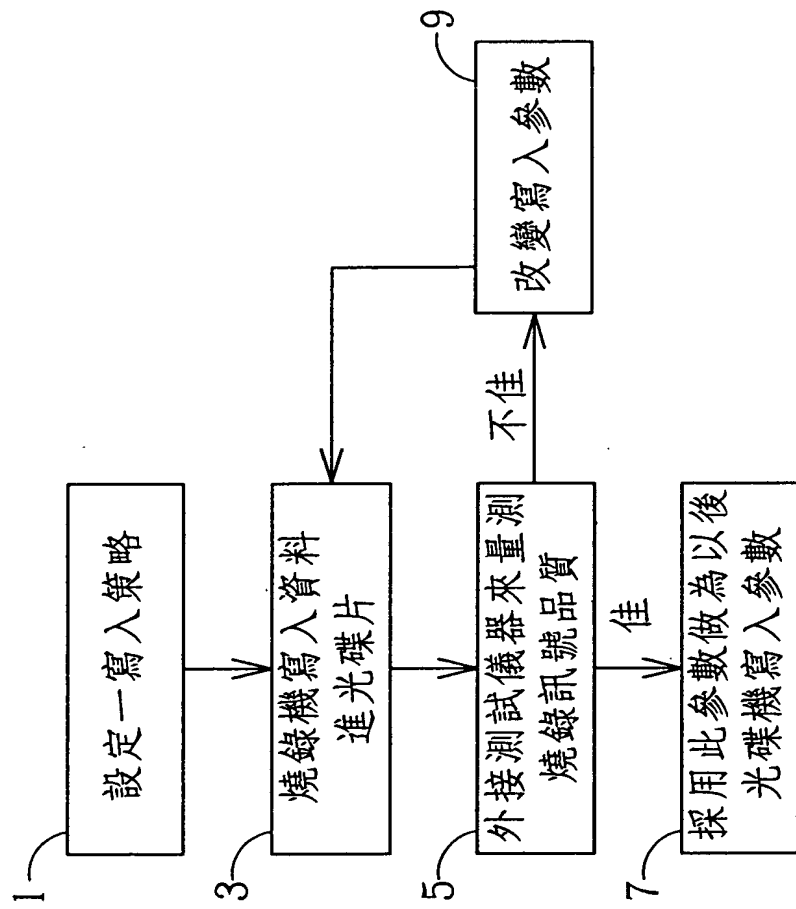 1
設定一寫入策略
3
燒錄機寫入資料
進光碟片
5
外接測試儀器來量測
燒錄訊號品質
不佳
9
改變寫入參數
佳
7
採用此參數做為以後
光碟機寫入參數